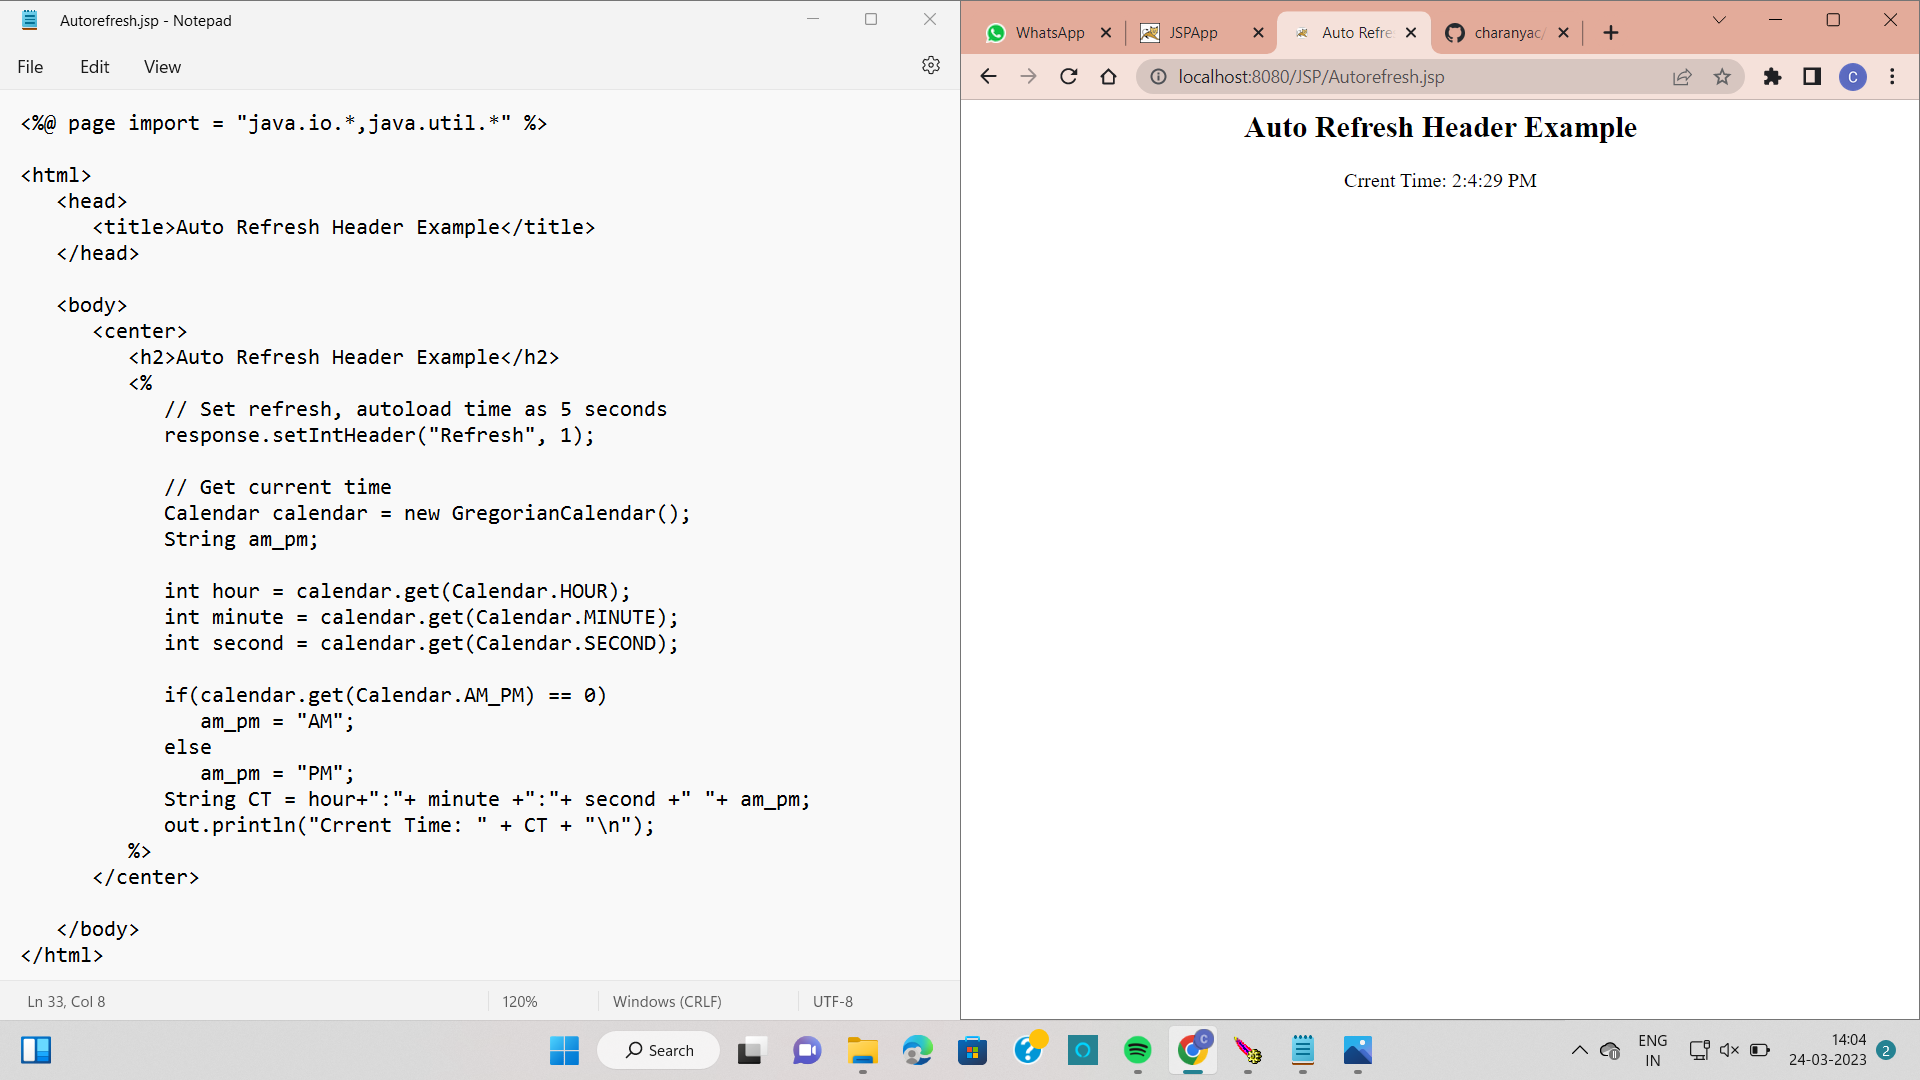 Autorefresh.jsp - Notepad
File Edit View
<%@ page import = "java.io.*,java.util.*" %>
<html>
<head>
<title>Auto Refresh Header Example</title>
</head>
<body>
<center>
<h2>Auto Refresh Header Example</h2>
<%
// Set refresh, autoload time as 5 seconds
response.setIntHeader("Refresh", 1);
// Get current time
Calendar calendar = new GregorianCalendar();
String am_pm;
int hour = calendar.get(Calendar.HOUR);
int minute = calendar.get(Calendar.MINUTE);
int second = calendar.get(Calendar.SECOND);
if(calendar.get(Calendar.AM_PM) == 0)
am_pm = "AM";
else
am_pm = "PM";
String CT = hour+":"+ minute +":"+ second +" "+ am_pm;
out.println("Crrent Time: " + CT + "\n");
%>
</center>
</body>
</html>
Ln 33, Col 8 120% Windows (CRLF) UTF-8
WhatsApp JSPApp Auto Refre charanyac/
localhost:8080/JSP/Autorefresh.jsp C
Auto Refresh Header Example
Crrent Time: 2:4:29 PM
Search C ENG 14:04
IN 24-03-2023 2